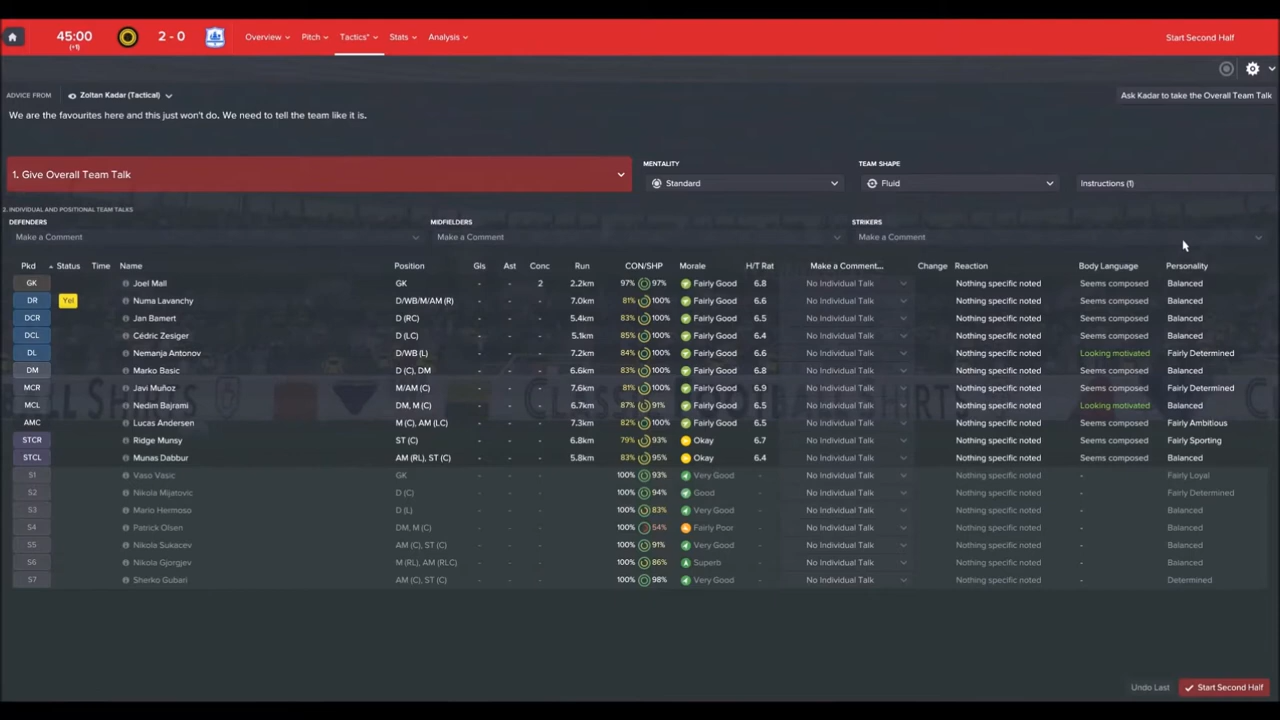 45:00 2 - 0 Overview Pitch Tactics* Stats Analysis Start Second Half
(+1)
ADVICE FROM Zoltan Kadar (Tactical) Ask Kadar to take the Overall Team Talk
We are the favourites here and this just won't do. We need to tell the team like it is.
MENTALITY TEAM SHAPE
1. Give Overall Team Talk Standard Fluid Instructions (1)
2. INDIVIDUAL AND POSITIONAL TEAM TALKS
DEFENDERS MIDFIELDERS STRIKERS
Make a Comment Make a Comment Make a Comment
Pkd Status Time Name Position Gls Ast Conc Run CON/SHP Morale H/T Rat Make a Comment... Change Reaction Body Language Personality
GK Joel Mall GK - - 2 2.2km 97% 97% Fairly Good 6.8 No Individual Talk Nothing specific noted Seems composed Balanced
DR Yel Numa Lavanchy D/WB/M/AM (R) - - - 7.0km 81% 100% Fairly Good 6.6 No Individual Talk Nothing specific noted Seems composed Balanced
DCR Jan Bamert D (RC) - - - 5.4km 83% 100% Fairly Good 6.5 No Individual Talk Nothing specific noted Seems composed Balanced
DCL Cédric Zesiger D (LC) - - - 5.1km 85% 100% Fairly Good 6.4 No Individual Talk Nothing specific noted Seems composed Balanced
DL Nemanja Antonov D/WB (L) - - - 7.2km 84% 100% Fairly Good 6.6 No Individual Talk Nothing specific noted Looking motivated Fairly Determined
DM Marko Basic D (C), DM - - - 6.6km 83% 100% Fairly Good 6.8 No Individual Talk Nothing specific noted Seems composed Balanced
MCR Javi Muñoz M/AM (C) - - - 7.6km 81% 100% Fairly Good 6.9 No Individual Talk Nothing specific noted Seems composed Fairly Determined
MCL Nedim Bajrami DM, M (C) - - - 6.7km 87% 91% Fairly Good 6.5 No Individual Talk Nothing specific noted Looking motivated Balanced
AMC Lucas Andersen M (C), AM (LC) - - - 7.3km 82% 100% Fairly Good 6.5 No Individual Talk Nothing specific noted Seems composed Fairly Ambitious
STCR Ridge Munsy ST (C) - - - 6.8km 79% 93% Okay 6.7 No Individual Talk Nothing specific noted Seems composed Fairly Sporting
STCL Munas Dabbur AM (RL), ST (C) - - - 5.8km 83% 95% Okay 6.4 No Individual Talk Nothing specific noted Seems composed Balanced
S1 Vaso Vasic GK - - - 100% 93% Very Good - No Individual Talk Nothing specific noted - Fairly Loyal
S2 Nikola Mijatovic D (C) - - - 100% 94% Good - No Individual Talk Nothing specific noted - Fairly Determined
S3 Mario Hermoso D (L) - - - 100% 83% Very Good - No Individual Talk Nothing specific noted - Balanced
S4 Patrick Olsen DM, M (C) - - - 100% 54% Fairly Poor - No Individual Talk Nothing specific noted - Balanced
S5 Nikola Sukacev AM (C), ST (C) - - - 100% 91% Very Good - No Individual Talk Nothing specific noted - Balanced
S6 Nikola Gjorgjev M (RL), AM (RLC) - - - 100% 86% Superb - No Individual Talk Nothing specific noted - Balanced
S7 Sherko Gubari AM (C), ST (C) - - - 100% 98% Very Good - No Individual Talk Nothing specific noted - Determined
Undo Last Start Second Half